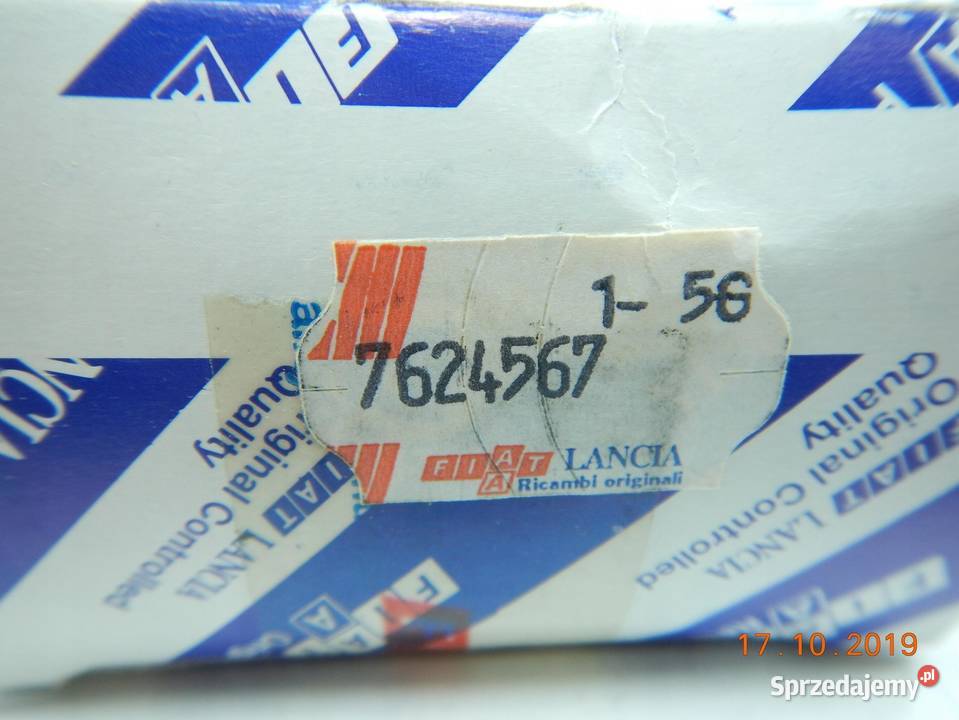 1- 56
7624567
FIAT LANCIA
Ricambi originali
FIAT LANCIA
Original Controlled
Quality
FIAT LANCIA
Original Controlled
Quality
17.10.2019
Sprzedajemy.pl